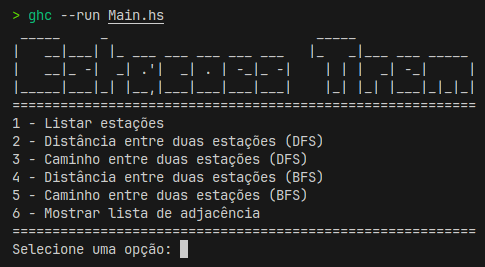 > ghc --run Main.hs
Estacoes Trem
============================================================
1 - Listar estações
2 - Distância entre duas estações (DFS)
3 - Caminho entre duas estações (DFS)
4 - Distância entre duas estações (BFS)
5 - Caminho entre duas estações (BFS)
6 - Mostrar lista de adjacência
============================================================
Selecione uma opção: